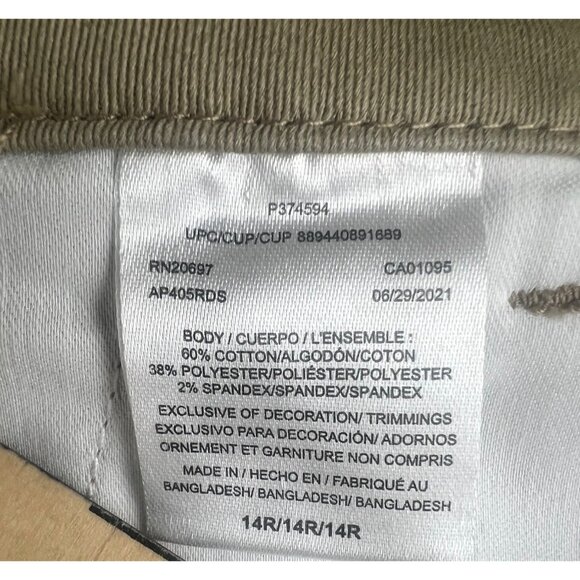 P374594
UPC/CUP/CUP 889440891689
RN20697 CA01095
AP405RDS 06/29/2021
BODY / CUERPO / L'ENSEMBLE :
60% COTTON/ALGODÓN/COTON
38% POLYESTER/POLIÉSTER/POLYESTER
2% SPANDEX/SPANDEX/SPANDEX
EXCLUSIVE OF DECORATION/ TRIMMINGS
EXCLUSIVO PARA DECORACIÓN/ ADORNOS
ORNEMENT ET GARNITURE NON COMPRIS
MADE IN / HECHO EN / FABRIQUÉ AU
BANGLADESH/ BANGLADESH/ BANGLADESH
14R/14R/14R